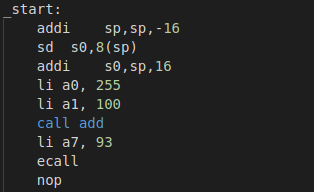 _start:
addi    sp,sp,-16
sd  s0,8(sp)
addi    s0,sp,16
li a0, 255
li a1, 100
call add
li a7, 93
ecall
nop